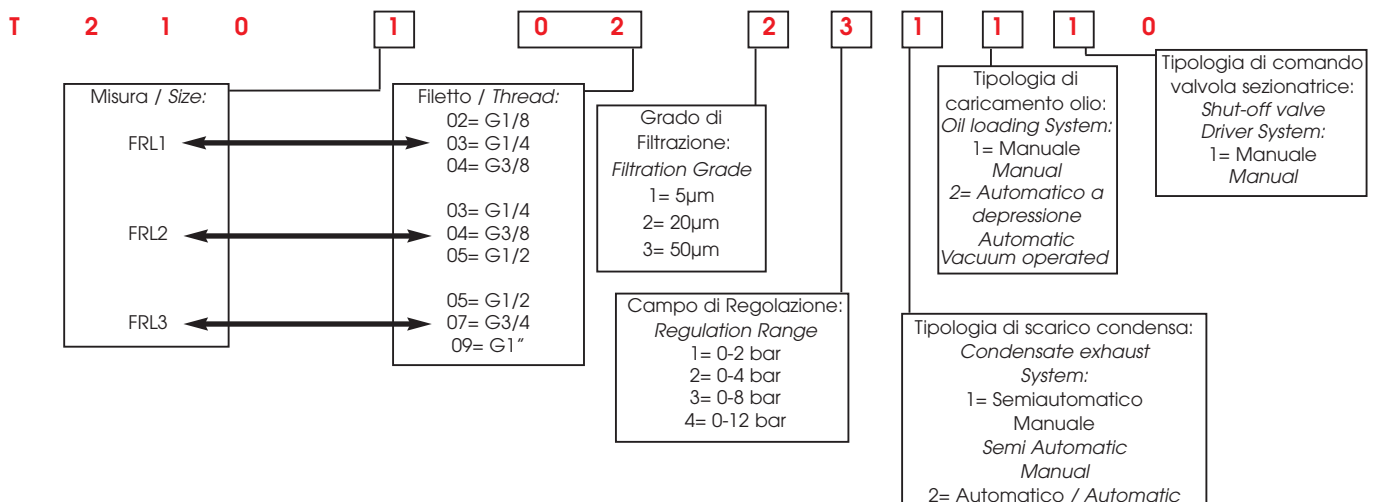 T 2 1 0 1 0 2 2 3 1 1 1 0
Misura / Size:
FRL1
FRL2
FRL3
Filetto / Thread:
02= G1/8
03= G1/4
04= G3/8
03= G1/4
04= G3/8
05= G1/2
05= G1/2
07= G3/4
09= G1”
Grado di
Filtrazione:
Filtration Grade
1= 5µm
2= 20µm
3= 50µm
Campo di Regolazione:
Regulation Range
1= 0-2 bar
2= 0-4 bar
3= 0-8 bar
4= 0-12 bar
Tipologia di scarico condensa:
Condensate exhaust
System:
1= Semiautomatico
Manuale
Semi Automatic
Manual
2= Automatico / Automatic
Tipologia di
caricamento olio:
Oil loading System:
1= Manuale
Manual
2= Automatico a
depressione
Automatic
Vacuum operated
Tipologia di comando
valvola sezionatrice:
Shut-off valve
Driver System:
1= Manuale
Manual